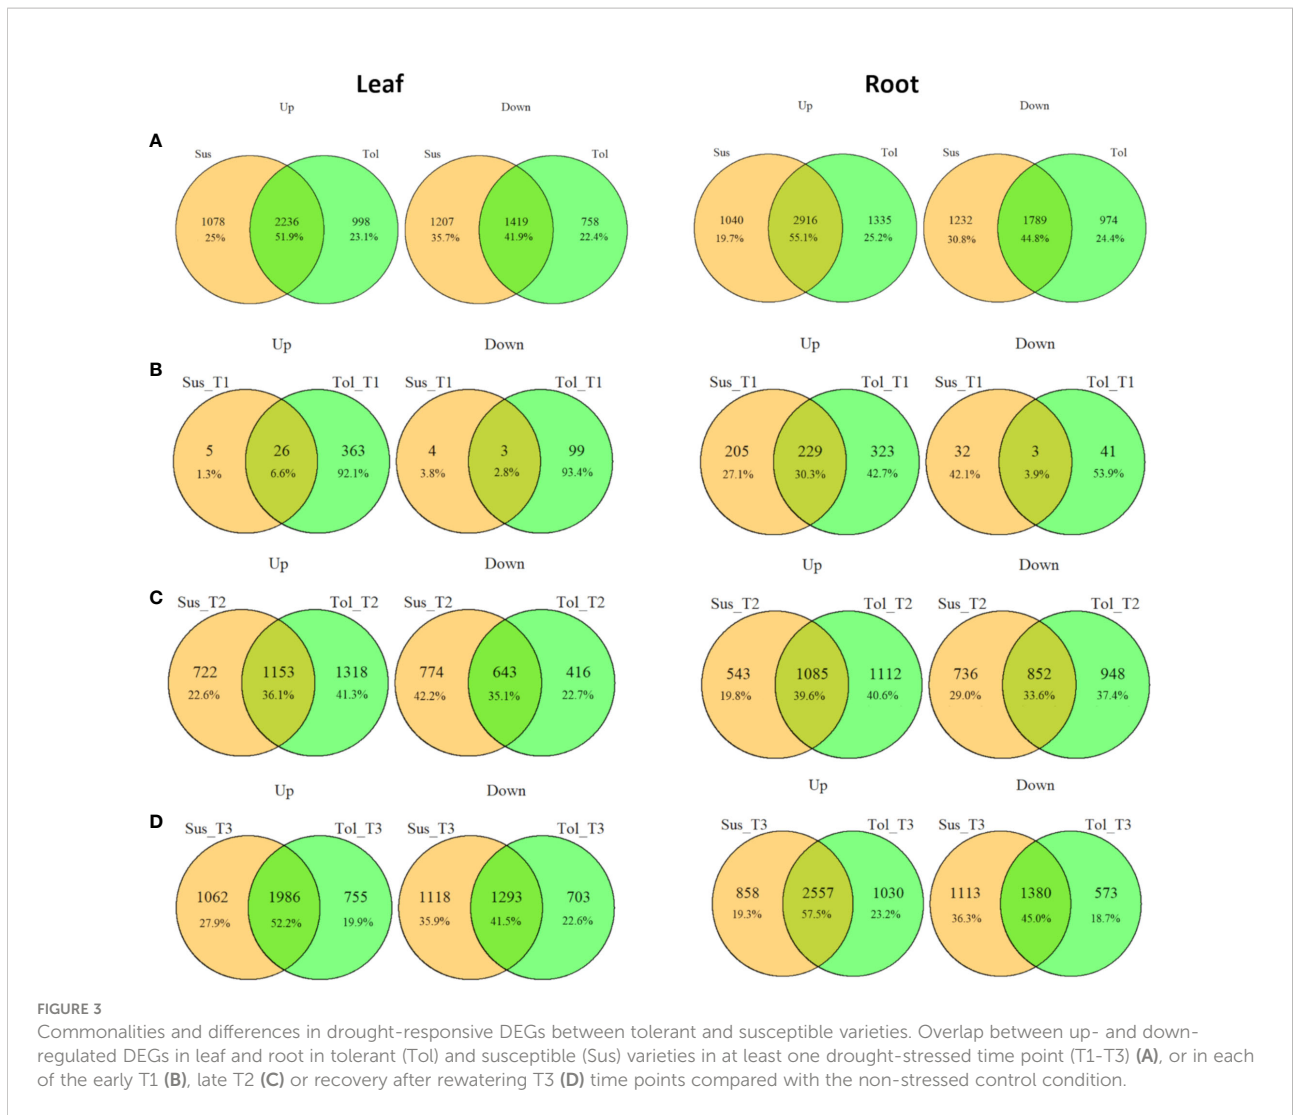 Leaf Root
Up Down Up Down
A
Sus Tol Sus Tol Sus Tol Sus Tol
1078 2236 998 1207 1419 758 1040 2916 1335 1232 1789 974
25% 51.9% 23.1% 35.7% 41.9% 22.4% 19.7% 55.1% 25.2% 30.8% 44.8% 24.4%
Up Down Up Down
B
Sus_T1 Tol_T1 Sus_T1 Tol_T1 Sus_T1 Tol_T1 Sus_T1 Tol_T1
5 26 363 4 3 99 205 229 323 32 3 41
1.3% 6.6% 92.1% 3.8% 2.8% 93.4% 27.1% 30.3% 42.7% 42.1% 3.9% 53.9%
Up Down Up Down
C
Sus_T2 Tol_T2 Sus_T2 Tol_T2 Sus_T2 Tol_T2 Sus_T2 Tol_T2
722 1153 1318 774 643 416 543 1085 1112 736 852 948
22.6% 36.1% 41.3% 42.2% 35.1% 22.7% 19.8% 39.6% 40.6% 29.0% 33.6% 37.4%
Up Down Up Down
D
Sus_T3 Tol_T3 Sus_T3 Tol_T3 Sus_T3 Tol_T3 Sus_T3 Tol_T3
1062 1986 755 1118 1293 703 858 2557 1030 1113 1380 573
27.9% 52.2% 19.9% 35.9% 41.5% 22.6% 19.3% 57.5% 23.2% 36.3% 45.0% 18.7%
FIGURE 3
Commonalities and differences in drought-responsive DEGs between tolerant and susceptible varieties. Overlap between up- and down-
regulated DEGs in leaf and root in tolerant (Tol) and susceptible (Sus) varieties in at least one drought-stressed time point (T1-T3) (A), or in each
of the early T1 (B), late T2 (C) or recovery after rewatering T3 (D) time points compared with the non-stressed control condition.